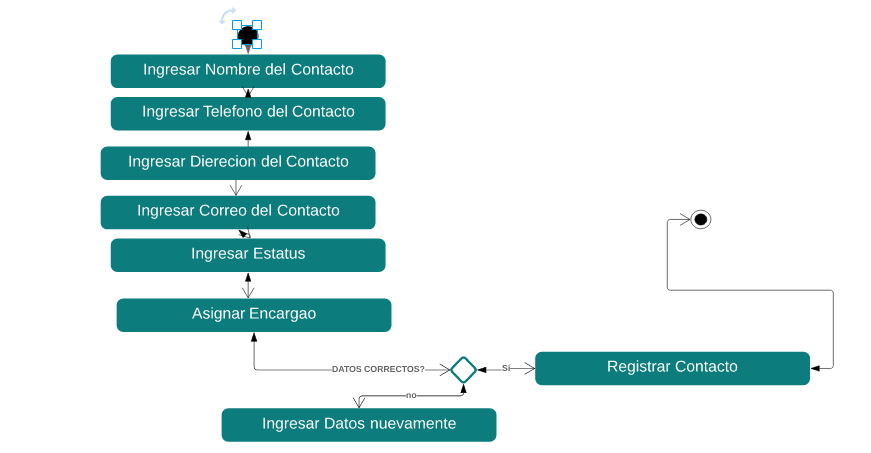 Ingresar Nombre del Contacto
Ingresar Telefono del Contacto
Ingresar Dierecion del Contacto
Ingresar Correo del Contacto
Ingresar Estatus
Asignar Encargao
DATOS CORRECTOS?
SÍ
Registrar Contacto
no
Ingresar Datos nuevamente